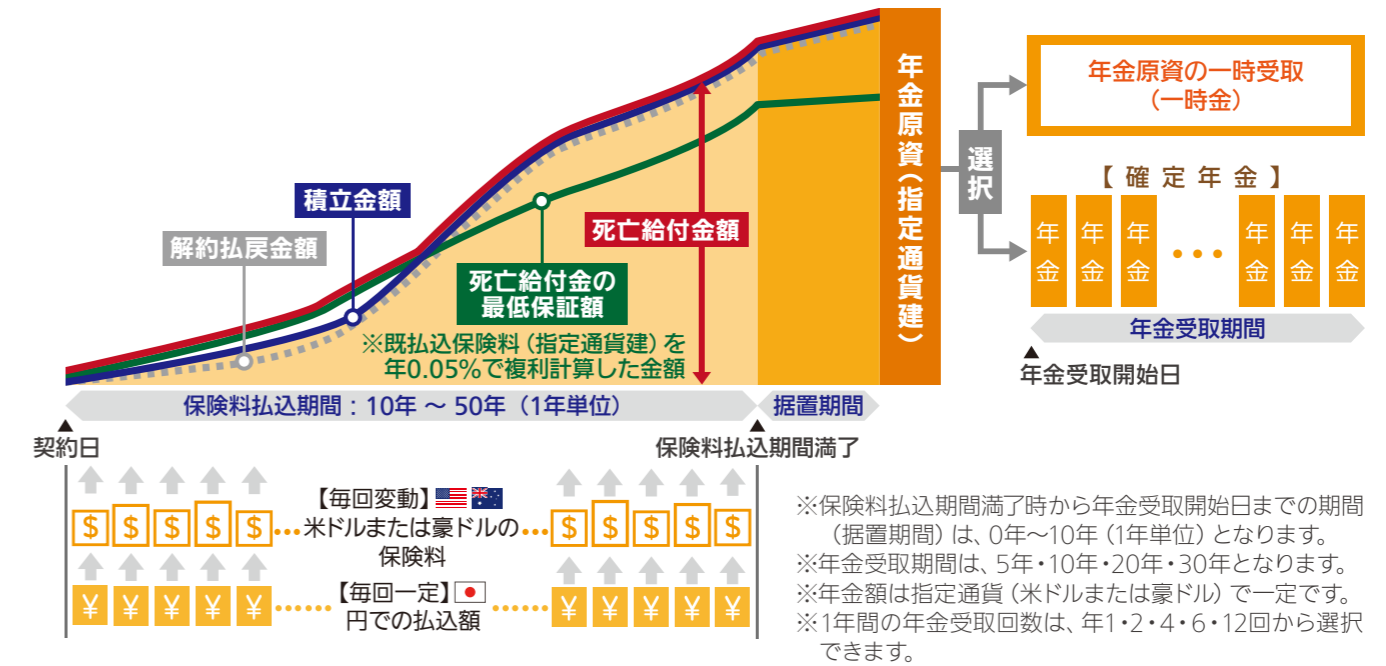 年金原資(指定通貨建)
選択
年金原資の一時受取
(一時金)
【確定年金】
年金
年金
年金
•••
年金
年金
年金
年金受取期間
▲
年金受取開始日
積立金額
解約払戻金額
死亡給付金額
死亡給付金の
最低保証額
※既払込保険料(指定通貨建)を
年0.05%で複利計算した金額
保険料払込期間:10年 ~ 50年(1年単位)
据置期間
▲
契約日
▲
保険料払込期間満了
【毎回変動】
$ $ $ $ $ ••••米ドルまたは豪ドルの•••• $ $ $ $ $
保険料
【毎回一定】
¥ ¥ ¥ ¥ ¥ •••••• •••••• ¥ ¥ ¥ ¥ ¥
円での払込額
※保険料払込期間満了時から年金受取開始日までの期間
(据置期間)は、0年~10年(1年単位)となります。
※年金受取期間は、5年・10年・20年・30年となります。
※年金額は指定通貨(米ドルまたは豪ドル)で一定です。
※1年間の年金受取回数は、年1・2・4・6・12回から選択
できます。